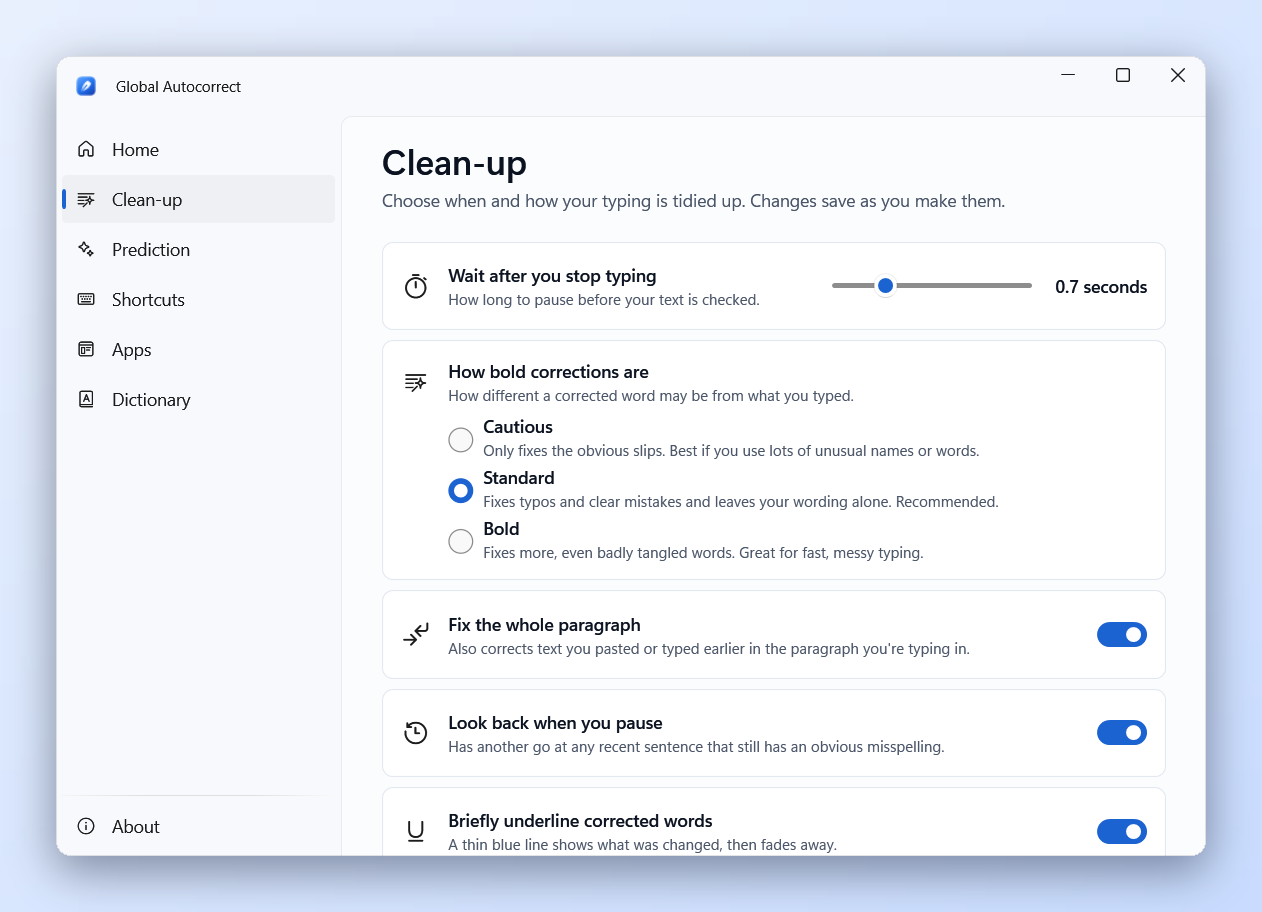 Global Autocorrect
Home
Clean-up
Prediction
Shortcuts
Apps
Dictionary
About
Clean-up
Choose when and how your typing is tidied up. Changes save as you make them.
Wait after you stop typing
How long to pause before your text is checked.
0.7 seconds
How bold corrections are
How different a corrected word may be from what you typed.
Cautious
Only fixes the obvious slips. Best if you use lots of unusual names or words.
Standard
Fixes typos and clear mistakes and leaves your wording alone. Recommended.
Bold
Fixes more, even badly tangled words. Great for fast, messy typing.
Fix the whole paragraph
Also corrects text you pasted or typed earlier in the paragraph you're typing in.
Look back when you pause
Has another go at any recent sentence that still has an obvious misspelling.
Briefly underline corrected words
A thin blue line shows what was changed, then fades away.